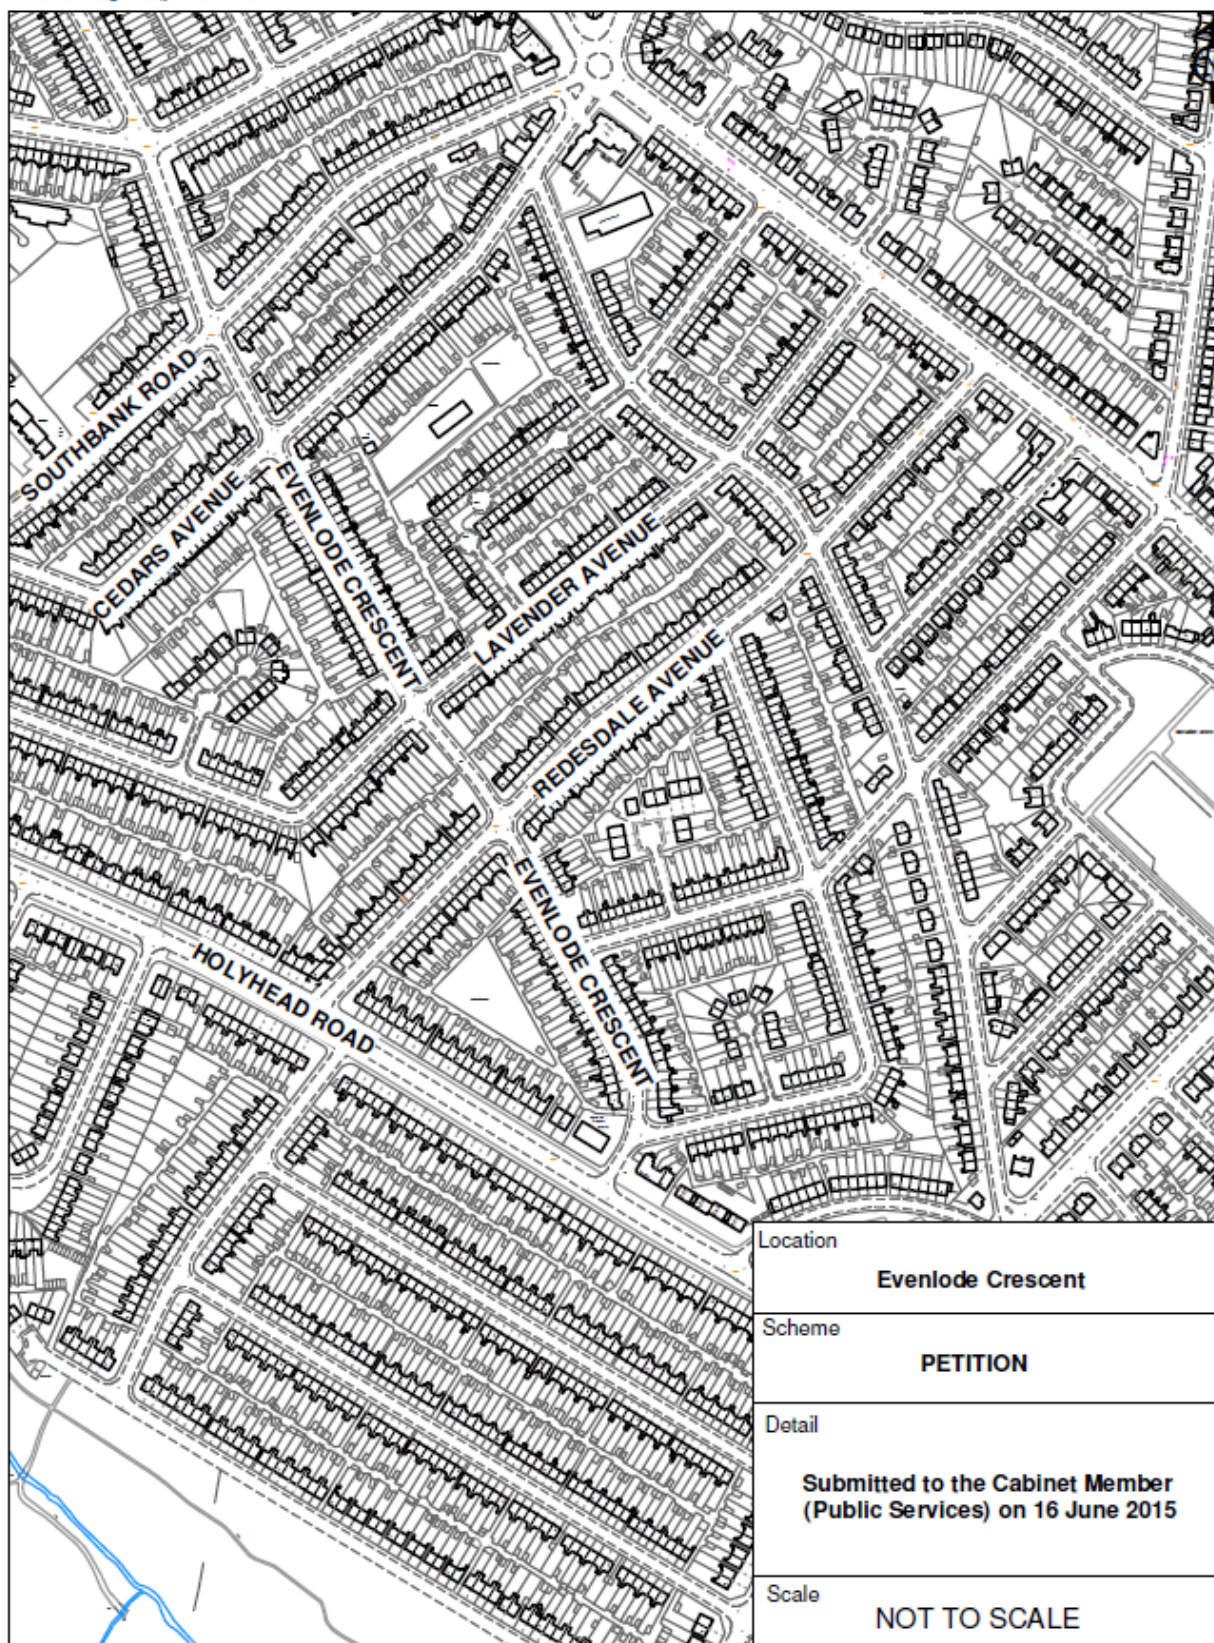 SOUTHBANK ROAD
CEDARS AVENUE
EVENLODE CRESCENT
LAVENDER AVENUE
REDESDALE AVENUE
EVENLODE CRESCENT
HOLYHEAD ROAD
Location
Evenlode Crescent
Scheme
PETITION
Detail
Submitted to the Cabinet Member
(Public Services) on 16 June 2015
Scale
NOT TO SCALE